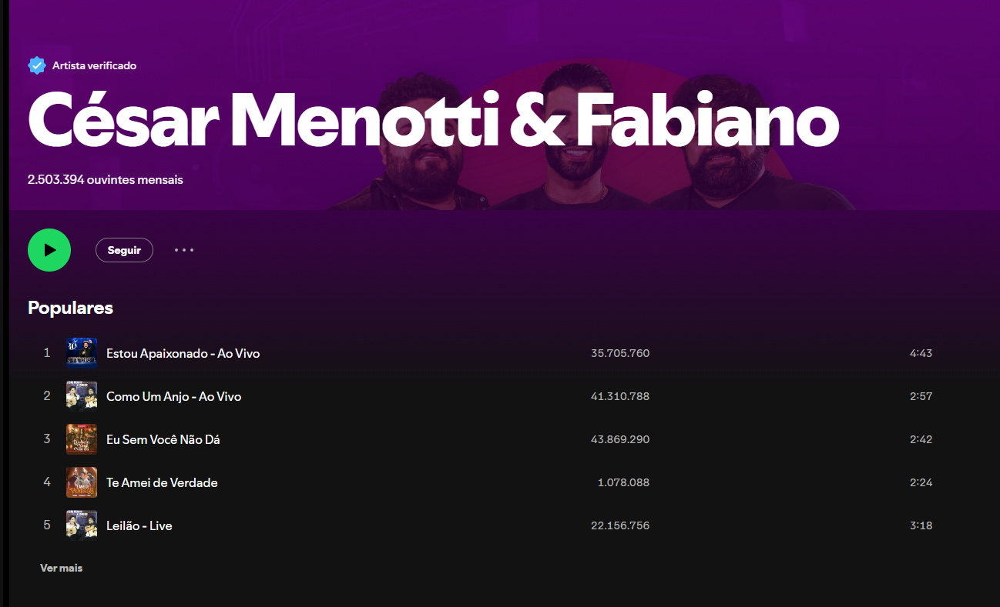 Artista verificado
César Menotti & Fabiano
2.503.394 ouvintes mensais
Seguir
Populares
1 Estou Apaixonado - Ao Vivo 35.705.760 4:43
2 Como Um Anjo - Ao Vivo 41.310.788 2:57
3 Eu Sem Você Não Dá 43.869.290 2:42
4 Te Amei de Verdade 1.078.088 2:24
5 Leilão - Live 22.156.756 3:18
Ver mais